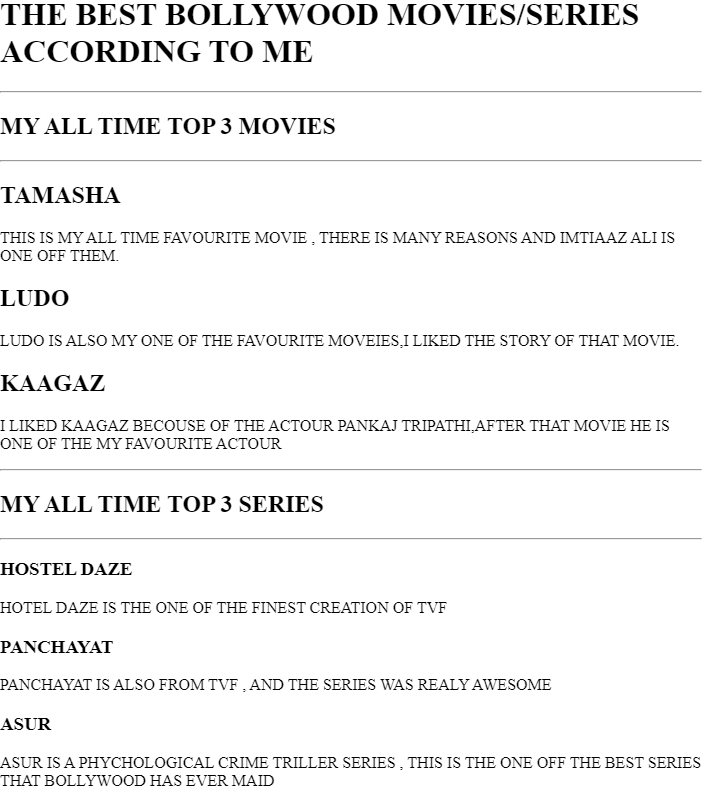 THE BEST BOLLYWOOD MOVIES/SERIES
ACCORDING TO ME
MY ALL TIME TOP 3 MOVIES
TAMASHA
THIS IS MY ALL TIME FAVOURITE MOVIE , THERE IS MANY REASONS AND IMTIAAZ ALI IS
ONE OFF THEM.
LUDO
LUDO IS ALSO MY ONE OF THE FAVOURITE MOVEIES,I LIKED THE STORY OF THAT MOVIE.
KAAGAZ
I LIKED KAAGAZ BECOUSE OF THE ACTOUR PANKAJ TRIPATHI,AFTER THAT MOVIE HE IS
ONE OF THE MY FAVOURITE ACTOUR
MY ALL TIME TOP 3 SERIES
HOSTEL DAZE
HOTEL DAZE IS THE ONE OF THE FINEST CREATION OF TVF
PANCHAYAT
PANCHAYAT IS ALSO FROM TVF , AND THE SERIES WAS REALY AWESOME
ASUR
ASUR IS A PHYCHOLOGICAL CRIME TRILLER SERIES , THIS IS THE ONE OFF THE BEST SERIES
THAT BOLLYWOOD HAS EVER MAID